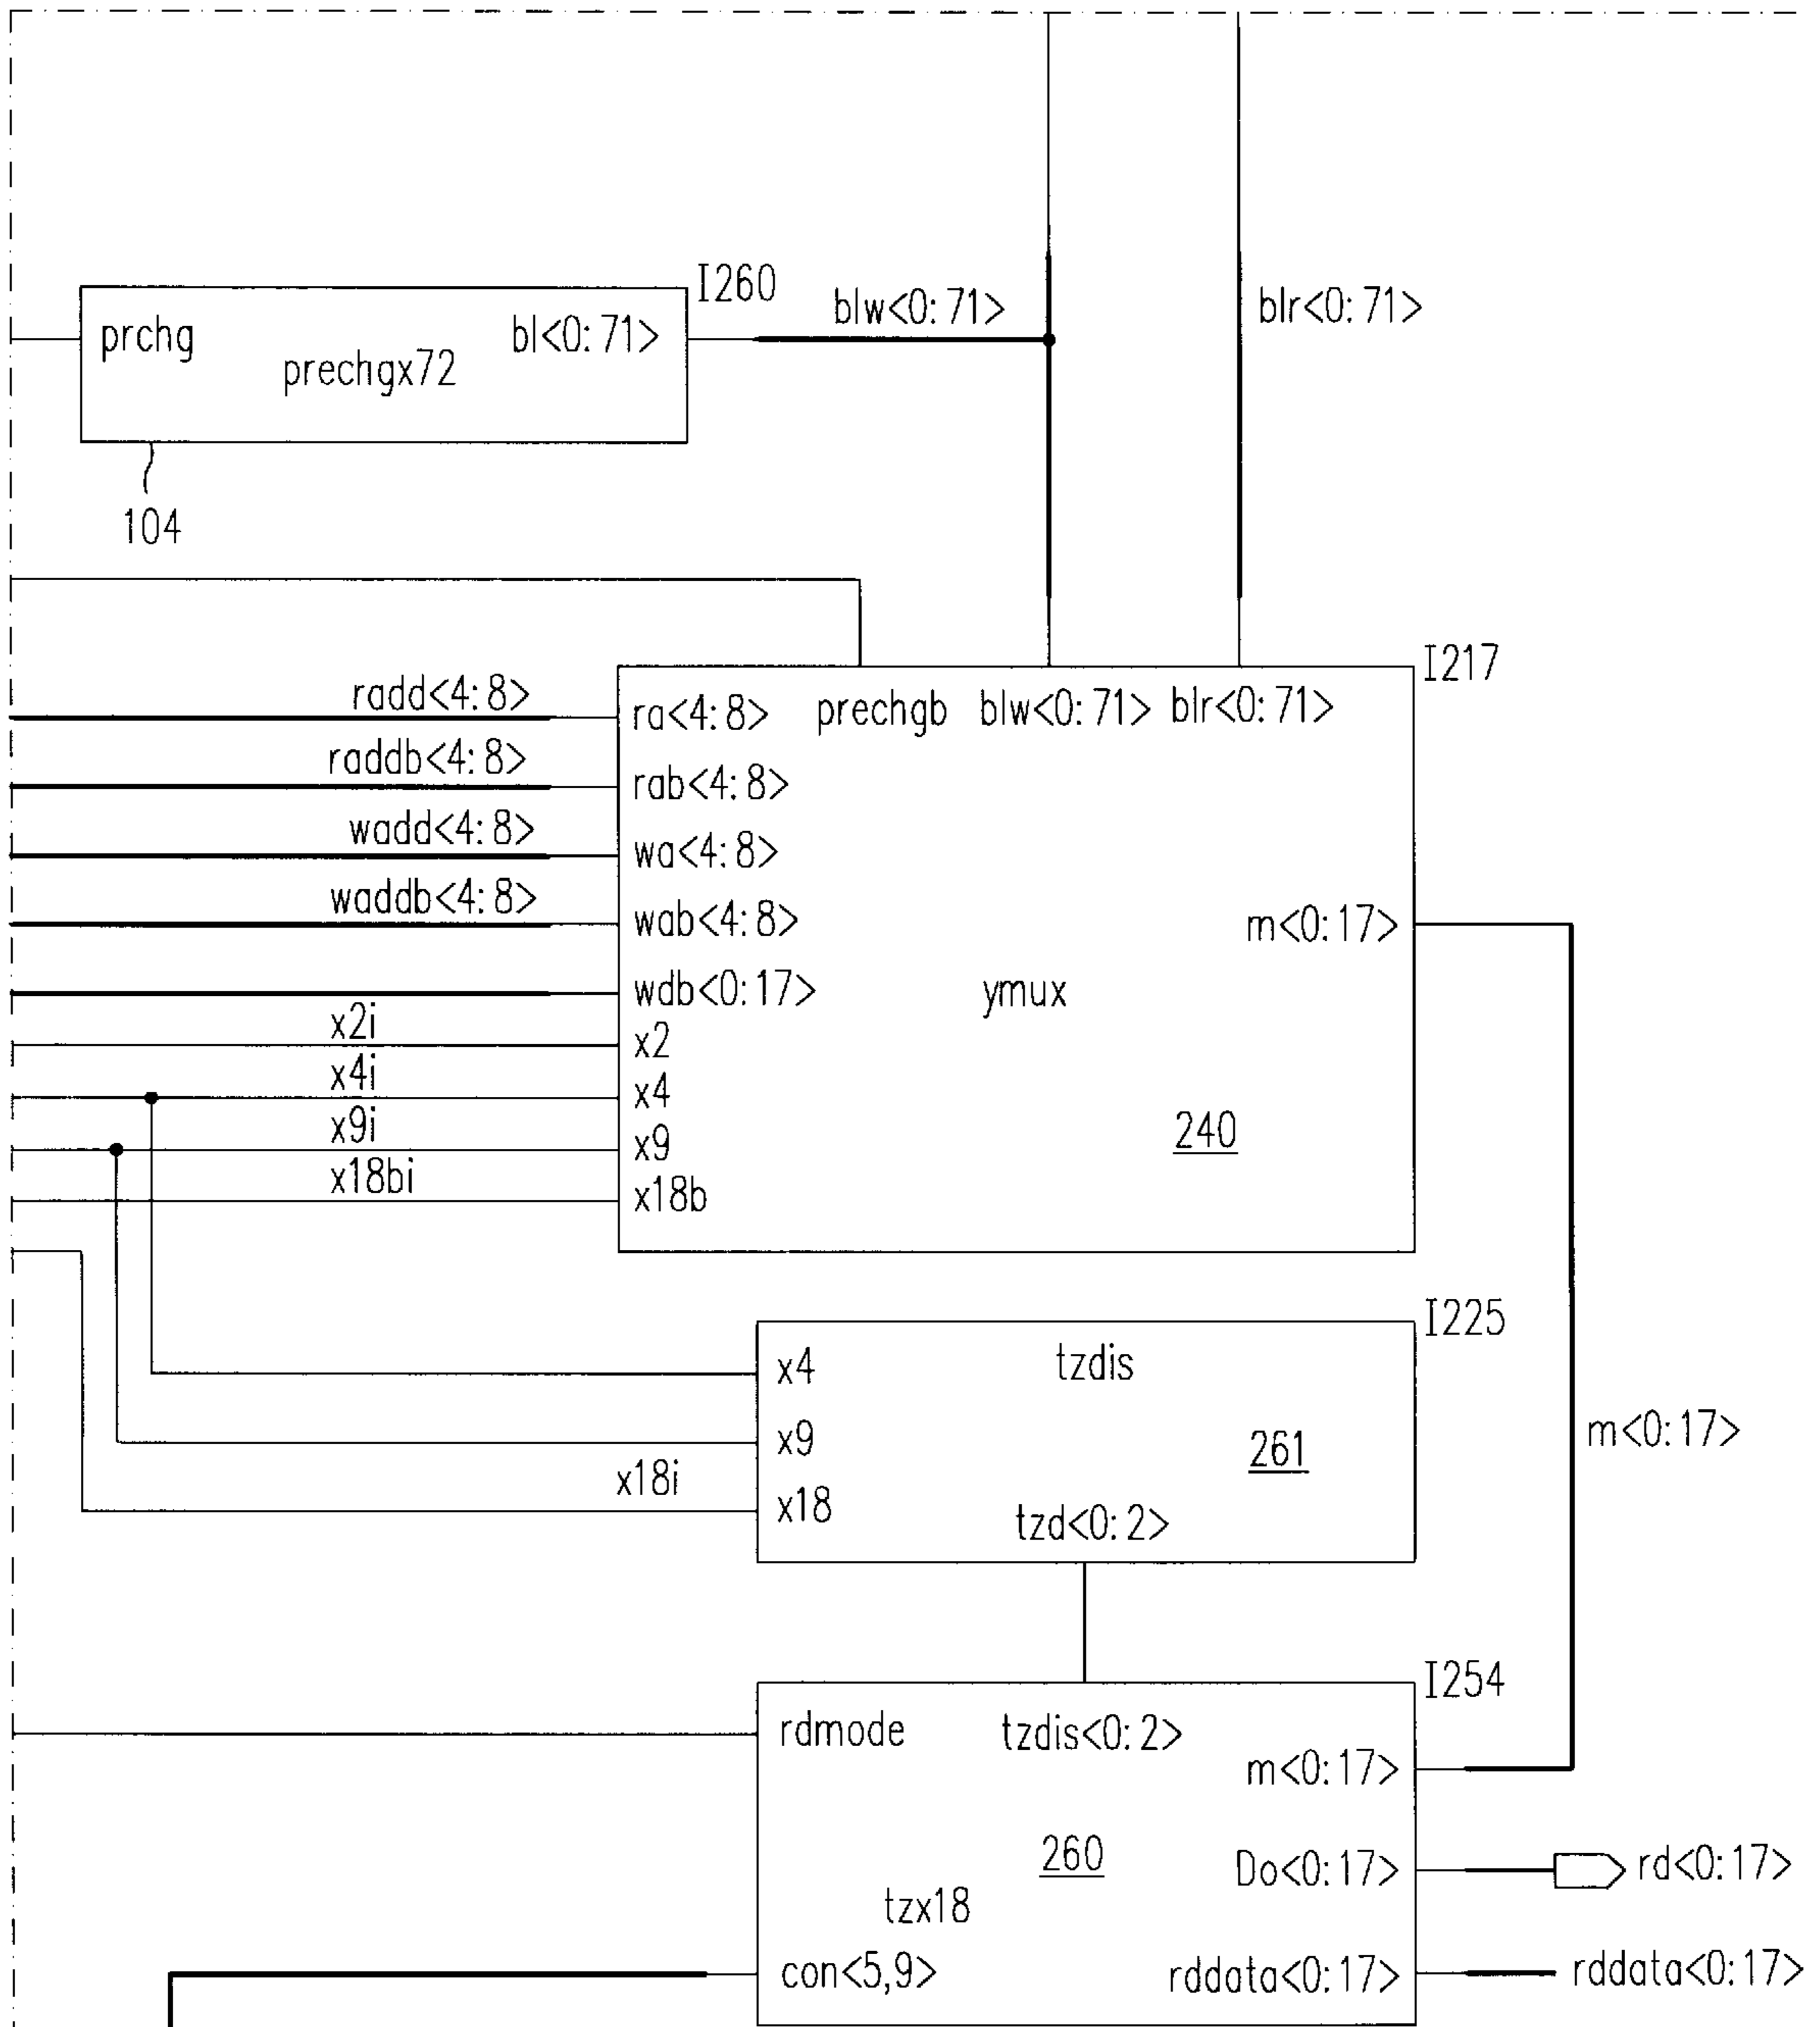 I260
prchg
bl<0:71>
prechgx72
104
blw<0:71>
blr<0:71>
I217
radd<4:8>
raddb<4:8>
wadd<4:8>
waddb<4:8>
x2i
x4i
x9i
x18bi
ra<4:8>
prechgb
blw<0:71>
blr<0:71>
rab<4:8>
wa<4:8>
wab<4:8>
m<0:17>
wdb<0:17>
ymux
x2
x4
x9
240
x18b
I225
x4
tzdis
x9
261
x18i
x18
tzd<0:2>
m<0:17>
I254
rdmode
tzdis<0:2>
m<0:17>
260
Do<0:17>
rd<0:17>
tzx18
con<5,9>
rddata<0:17>
rddata<0:17>